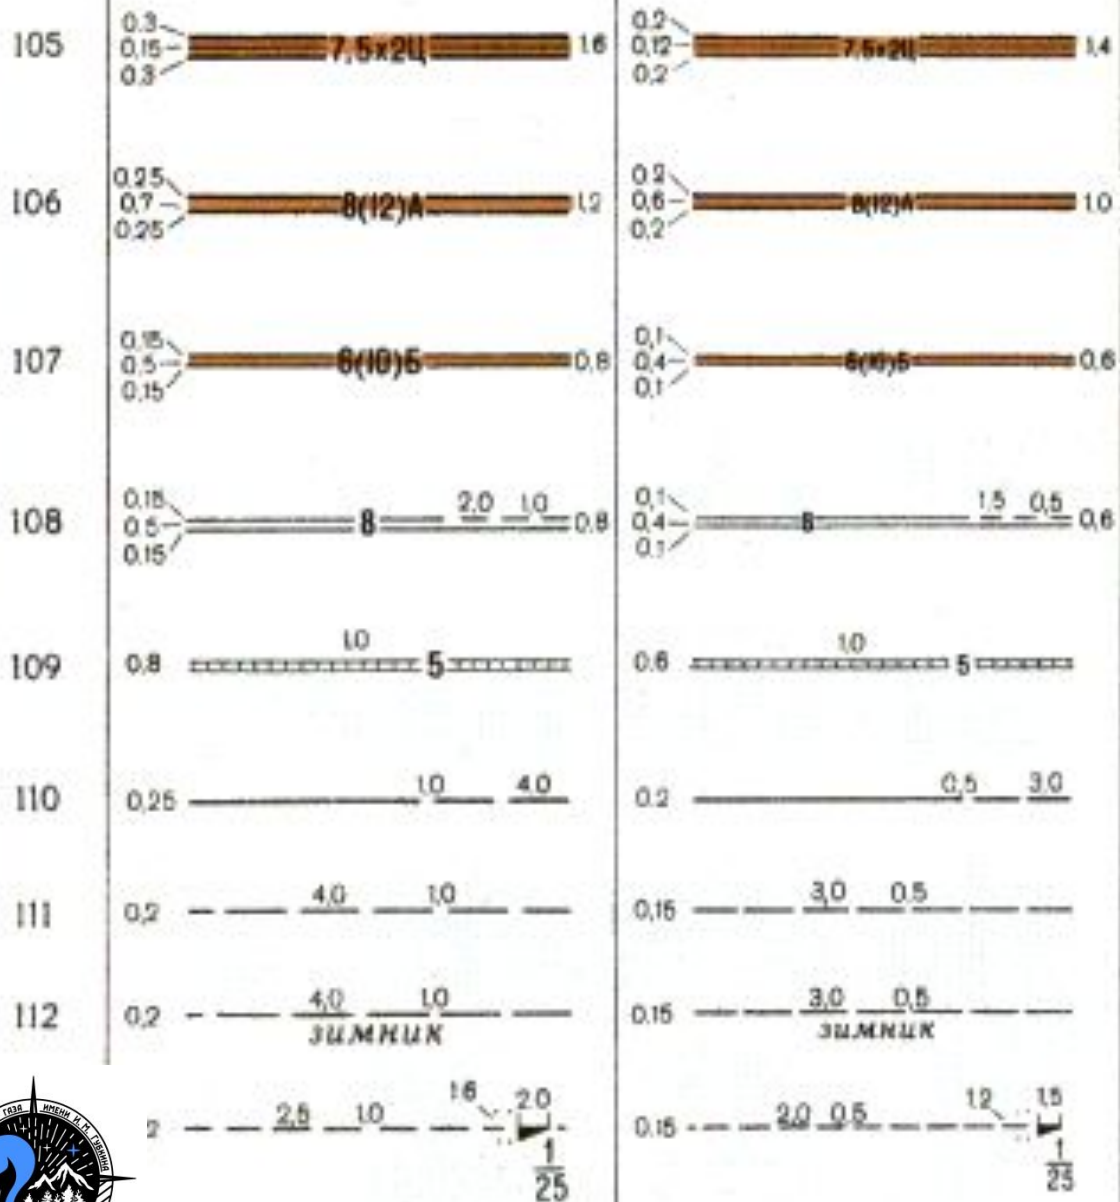 105 0.3 0.15 0.3 7,5×2Ц 1.6 0.2 0.12 0.2 7,5×2Ц 1.4
106 0.25 0.7 0.25 8(12)А 1.2 0.2 0.6 0.2 8(12)А 1.0
107 0.15 0.5 0.15 6(10)Б 0.8 0.1 0.4 0.1 6(10)Б 0.6
108 0.15 0.5 0.15 8 2.0 1.0 0.8 0.1 0.4 0.1 8 1.5 0.5 0.6
109 0.8 1.0 5 0.6 1.0 5
110 0.25 1.0 4.0 0.2 0.5 3.0
111 0.2 4.0 1.0 0.15 3.0 0.5
112 0.2 4.0 1.0 0.15 3.0 0.5
зимник зимник
2.5 1.0 1.6 2.0 0.15 2.0 0.5 1.2 1.5
1 1
25 25
ГАЗА ИМЕНИ И. М. ГУБКИНА